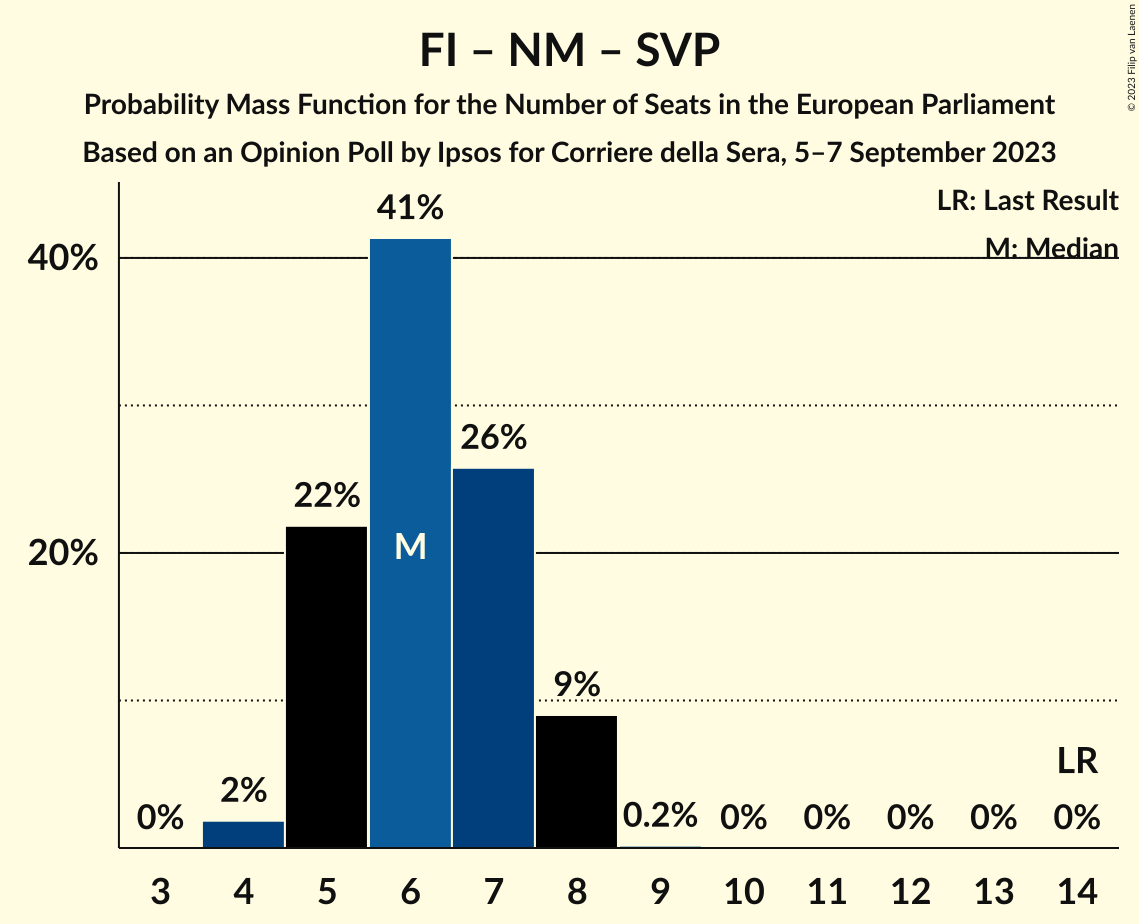 FI – NM – SVP
Probability Mass Function for the Number of Seats in the European Parliament
Based on an Opinion Poll by Ipsos for Corriere della Sera, 5–7 September 2023
© 2023 Filip van Laenen
LR: Last Result
M: Median
40%
20%
0%
2%
22%
41%
M
26%
9%
0.2%
0%
0%
0%
0%
LR
0%
3 4 5 6 7 8 9 10 11 12 13 14